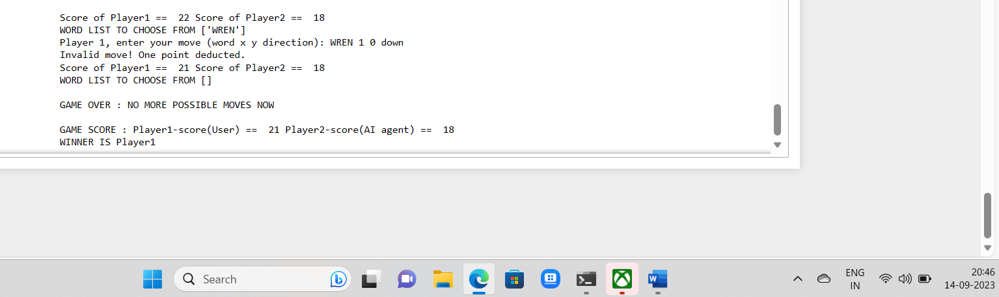 Score of Player1 ==  22 Score of Player2 ==  18
WORD LIST TO CHOOSE FROM ['WREN']
Player 1, enter your move (word x y direction): WREN 1 0 down
Invalid move! One point deducted.
Score of Player1 ==  21 Score of Player2 ==  18
WORD LIST TO CHOOSE FROM []
GAME OVER : NO MORE POSSIBLE MOVES NOW
GAME SCORE : Player1-score(User) ==  21 Player2-score(AI agent) ==  18
WINNER IS Player1
Search
W
ENG
IN
20:46
14-09-2023